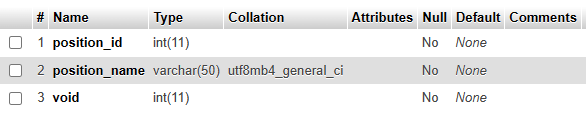 # Name Type Collation Attributes Null Default Comments
1 position_id int(11) No None
2 position_name varchar(50) utf8mb4_general_ci No None
3 void int(11) No None